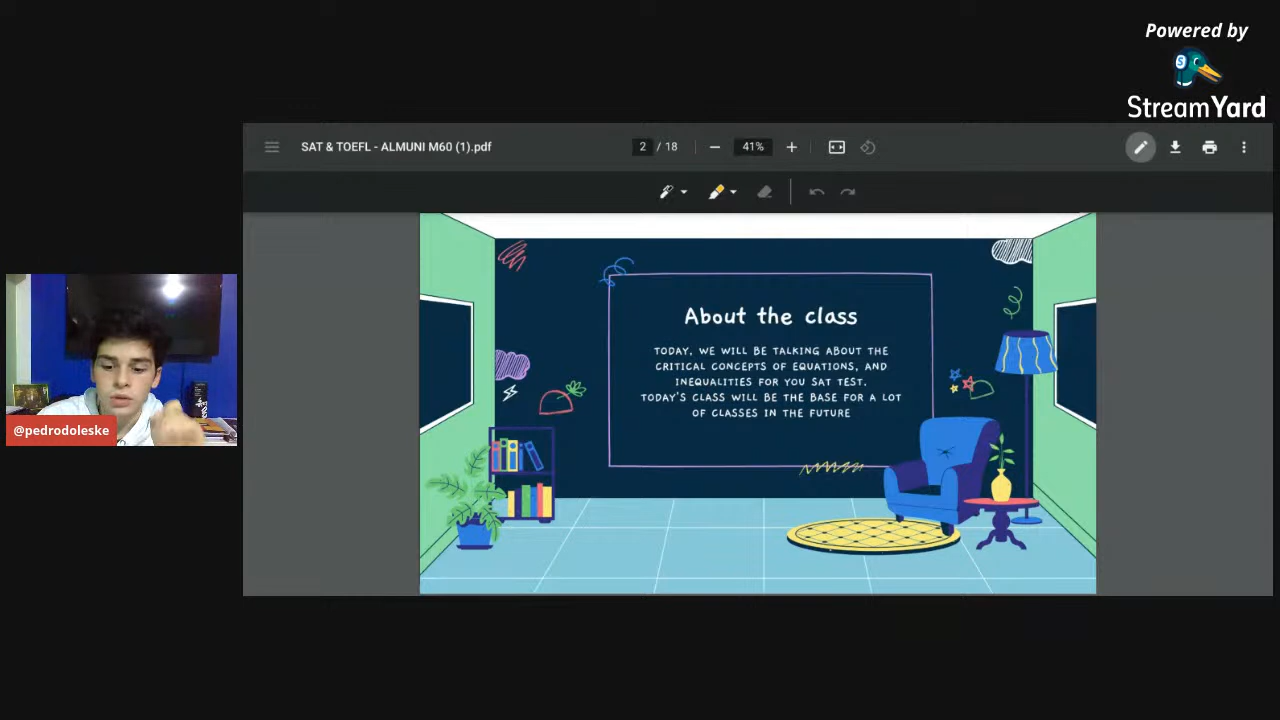 Powered by
StreamYard
SAT & TOEFL - ALMUNI M60 (1).pdf
2 / 18
41%
About the class
TODAY, WE WILL BE TALKING ABOUT THE
CRITICAL CONCEPTS OF EQUATIONS, AND
INEQUALITIES FOR YOU SAT TEST.
TODAY'S CLASS WILL BE THE BASE FOR A LOT
OF CLASSES IN THE FUTURE
@pedrodoleske